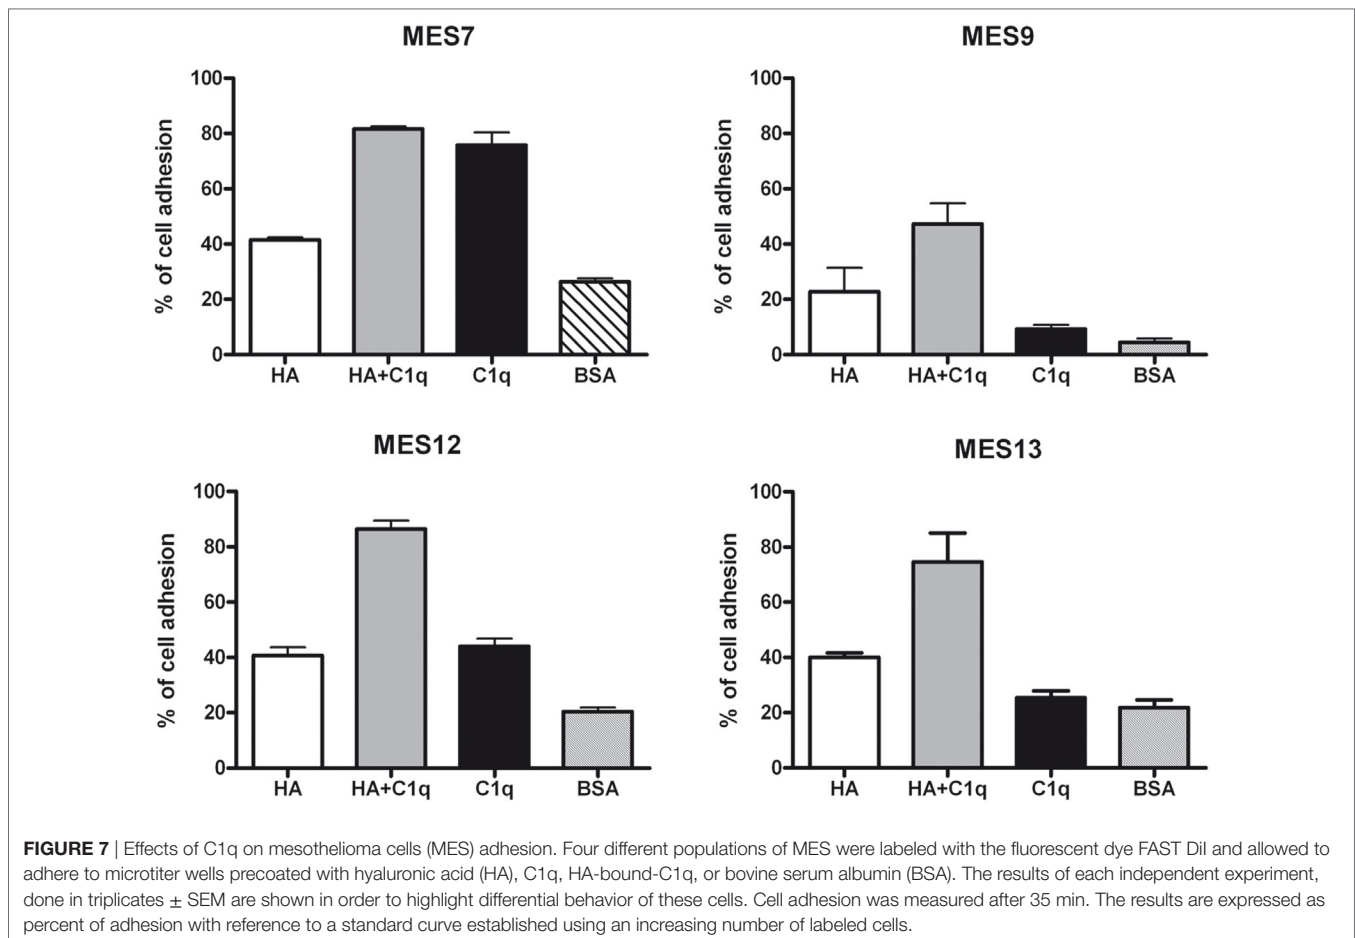 MES7
% of cell adhesion
100
80
60
40
20
0
HA
HA+C1q
C1q
BSA
MES9
% of cell adhesion
100
80
60
40
20
0
HA
HA+C1q
C1q
BSA
MES12
% of cell adhesion
100
80
60
40
20
0
HA
HA+C1q
C1q
BSA
MES13
% of cell adhesion
100
80
60
40
20
0
HA
HA+C1q
C1q
BSA
FIGURE 7 | Effects of C1q on mesothelioma cells (MES) adhesion. Four different populations of MES were labeled with the fluorescent dye FAST DiI and allowed to
adhere to microtiter wells precoated with hyaluronic acid (HA), C1q, HA-bound-C1q, or bovine serum albumin (BSA). The results of each independent experiment,
done in triplicates ± SEM are shown in order to highlight differential behavior of these cells. Cell adhesion was measured after 35 min. The results are expressed as
percent of adhesion with reference to a standard curve established using an increasing number of labeled cells.